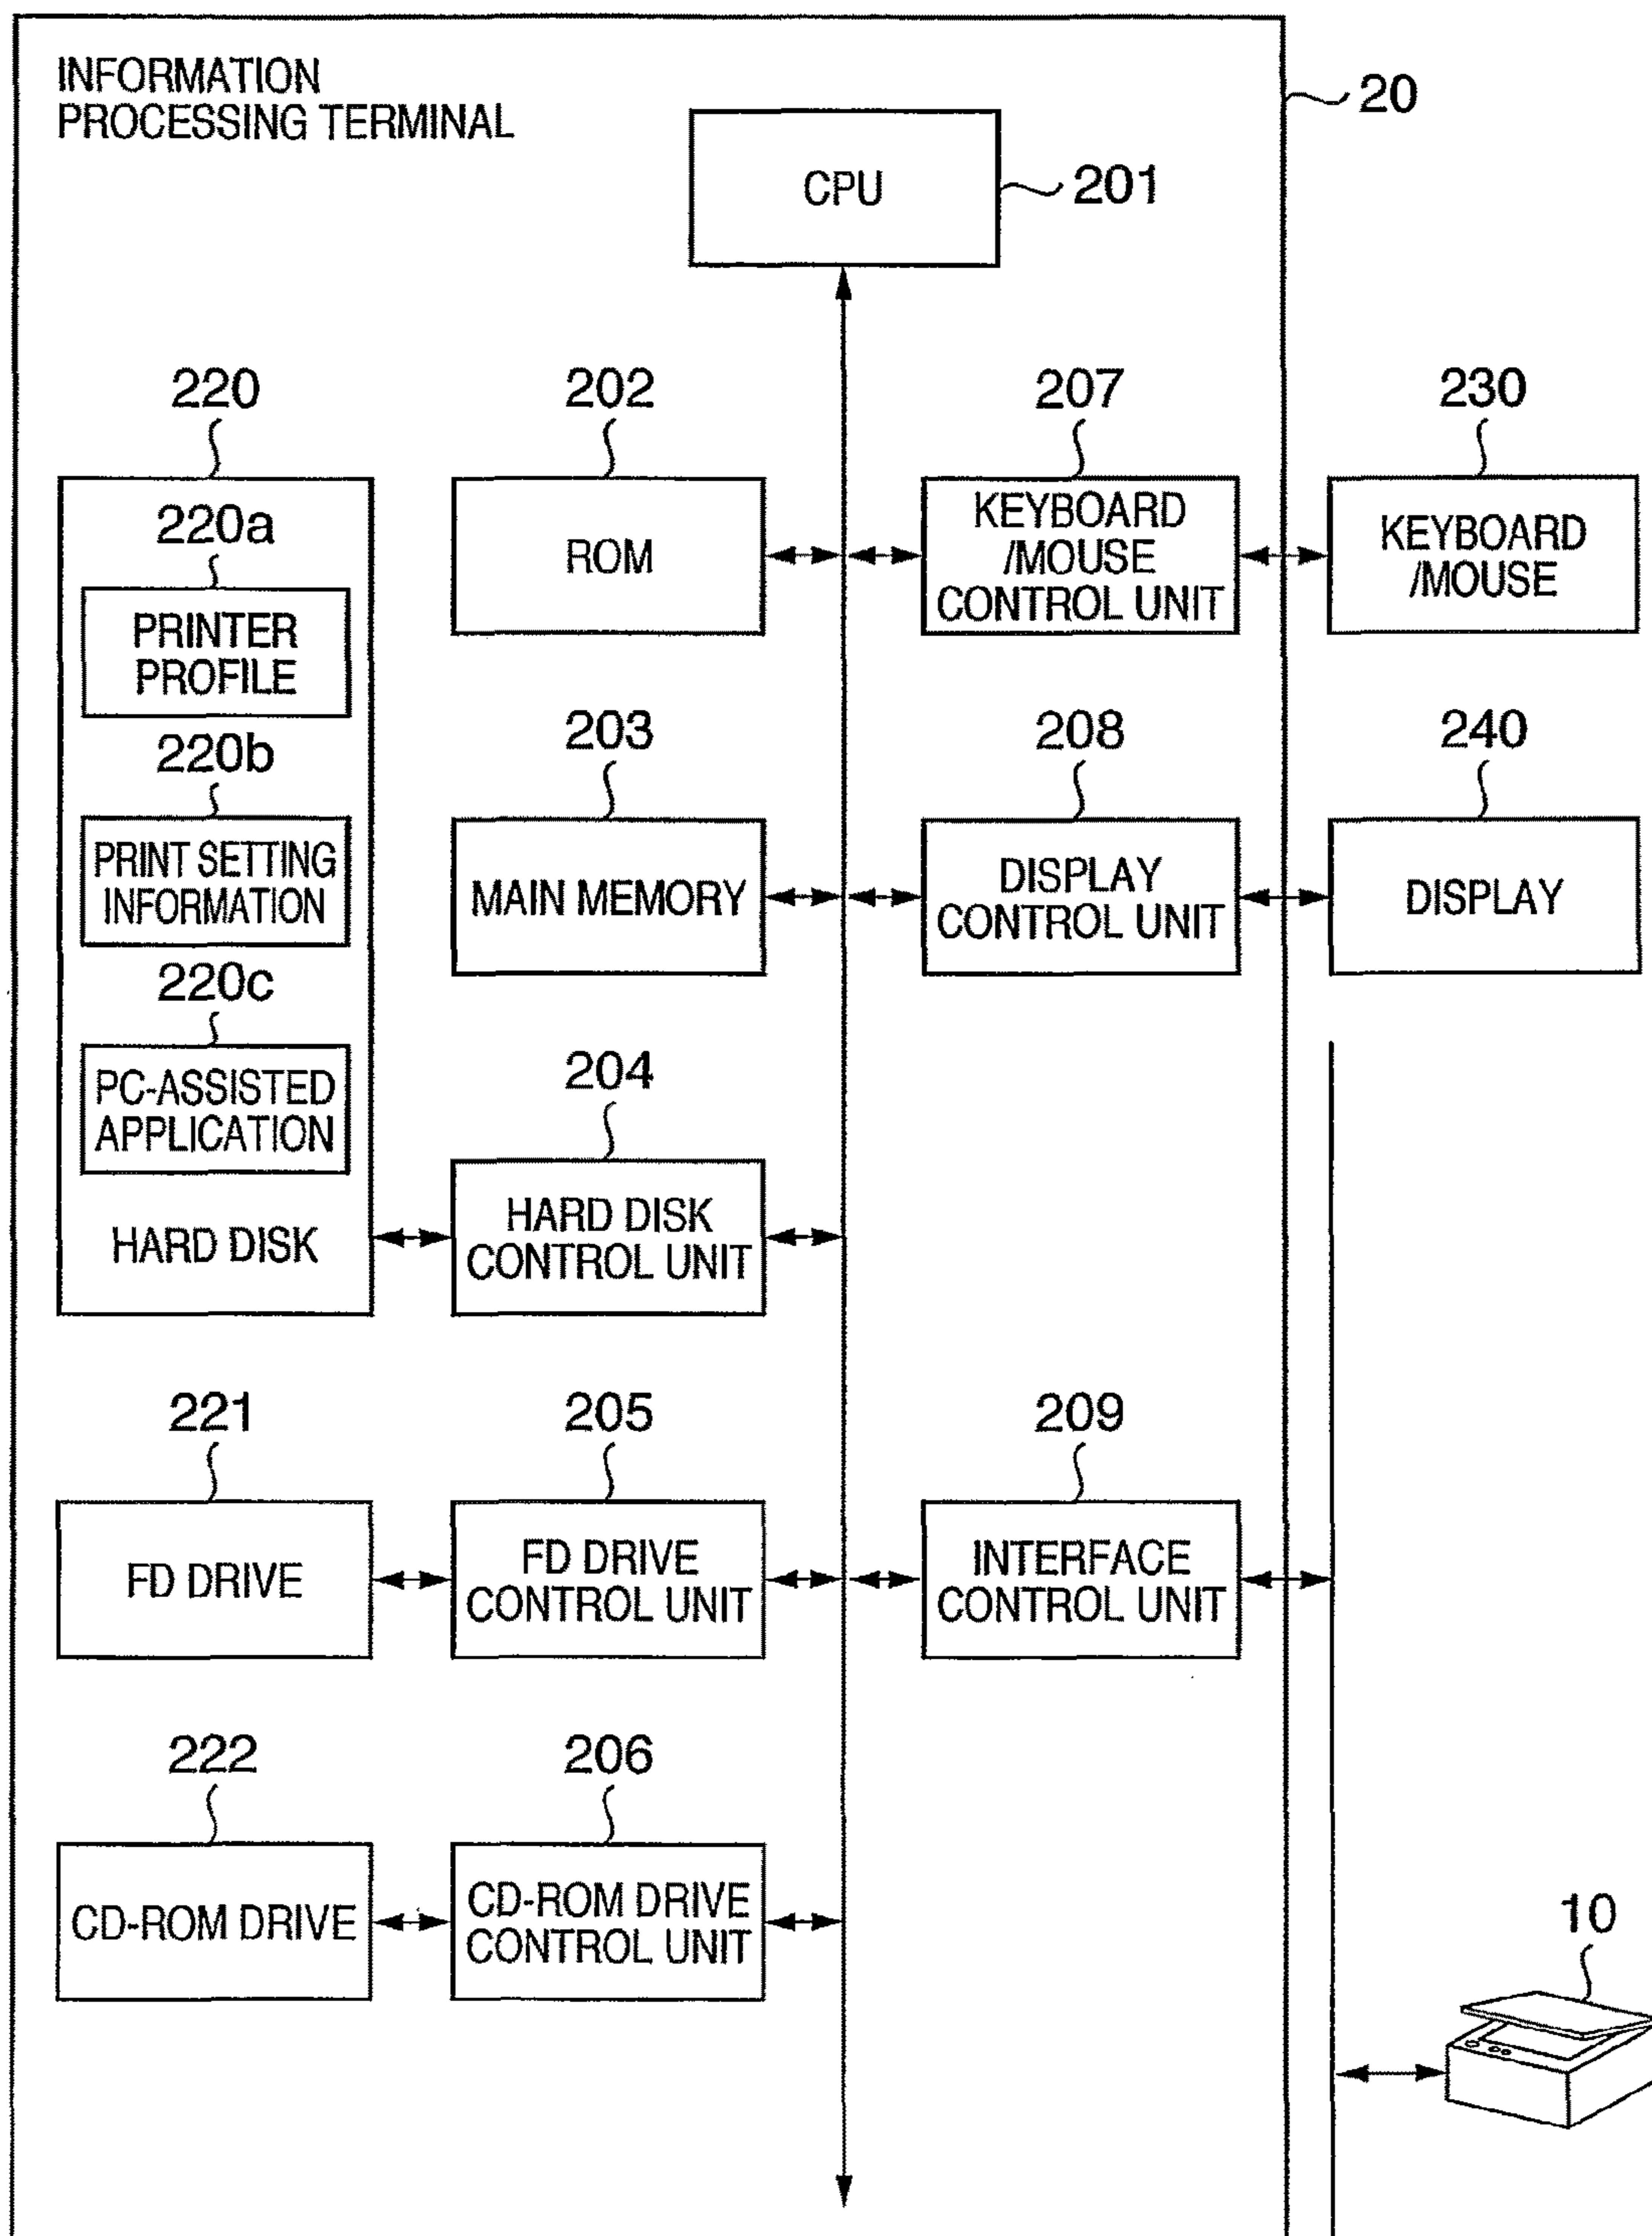 INFORMATION
PROCESSING TERMINAL
20
CPU
201
220
202
207
230
220a
PRINTER
PROFILE
ROM
KEYBOARD
/MOUSE
CONTROL UNIT
KEYBOARD
/MOUSE
220b
PRINT SETTING
INFORMATION
203
208
240
MAIN MEMORY
DISPLAY
CONTROL UNIT
DISPLAY
220c
PC-ASSISTED
APPLICATION
204
HARD DISK
HARD DISK
CONTROL UNIT
221
205
209
FD DRIVE
FD DRIVE
CONTROL UNIT
INTERFACE
CONTROL UNIT
222
206
CD-ROM DRIVE
CD-ROM DRIVE
CONTROL UNIT
10